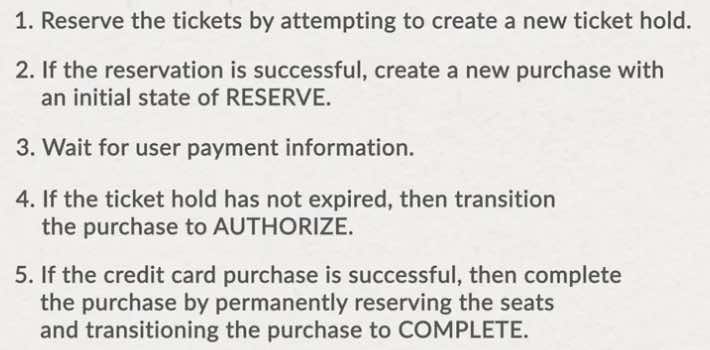 1. Reserve the tickets by attempting to create a new ticket hold.
2. If the reservation is successful, create a new purchase with
an initial state of RESERVE.
3. Wait for user payment information.
4. If the ticket hold has not expired, then transition
the purchase to AUTHORIZE.
5. If the credit card purchase is successful, then complete
the purchase by permanently reserving the seats
and transitioning the purchase to COMPLETE.